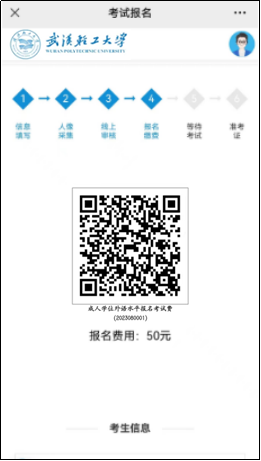 考试报名
武汉轻工大学
WUHAN POLYTECHNIC UNIVERSITY
1 2 3 4 5 6
信息填写 人像采集 线上审核 报名缴费 等待考试 准考证
成人学位外语水平报名考试费
(2023080001)
报名费用：50元
考生信息